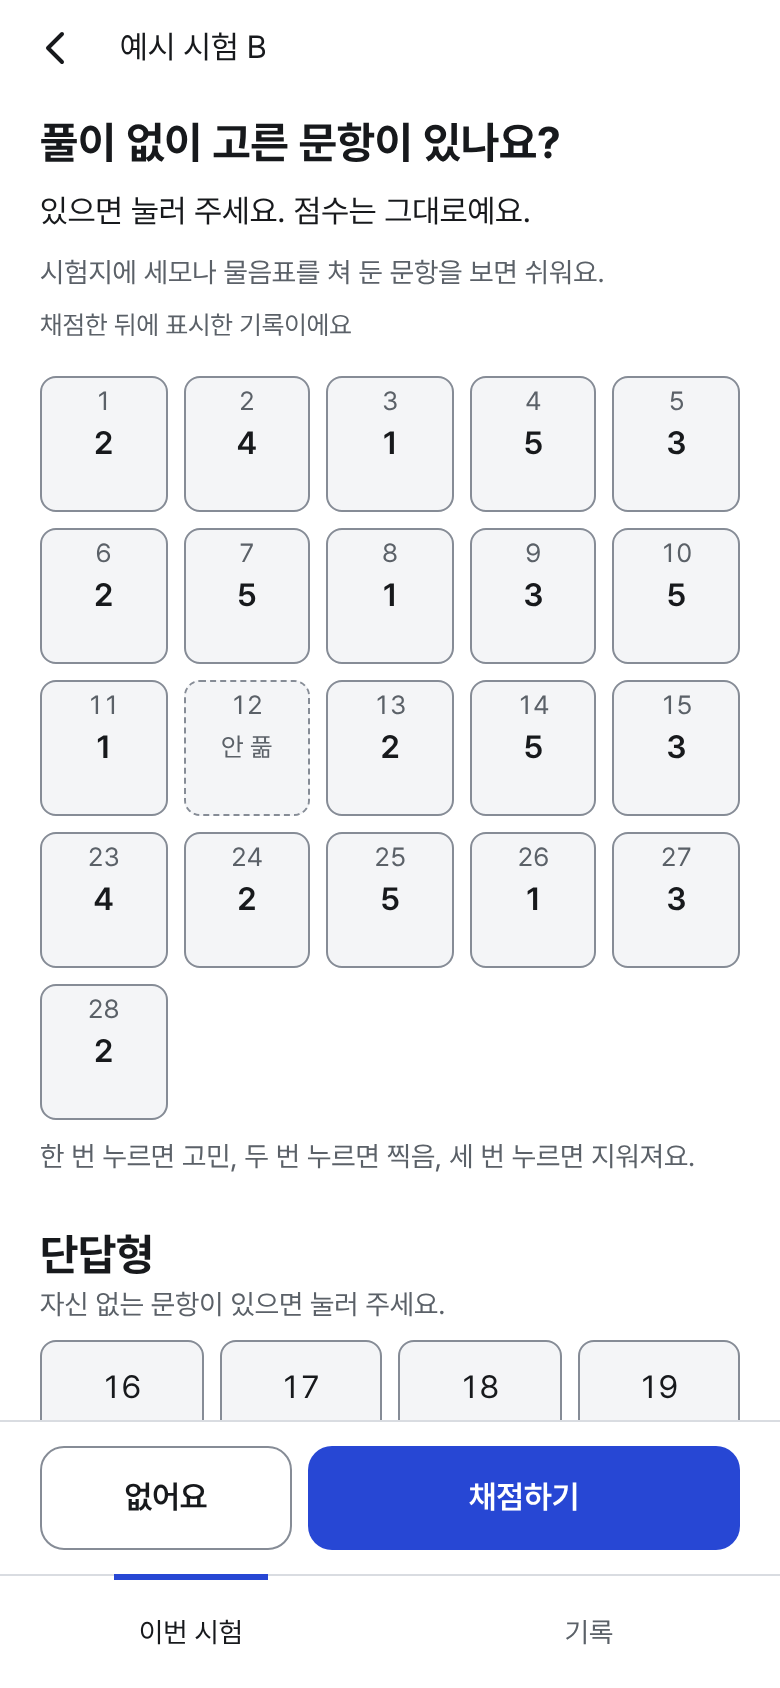 예시 시험 B
풀이 없이 고른 문항이 있나요?
있으면 눌러 주세요. 점수는 그대로예요.
시험지에 세모나 물음표를 쳐 둔 문항을 보면 쉬워요.
채점한 뒤에 표시한 기록이에요
1 2 3 4 5
2 4 1 5 3
6 7 8 9 10
2 5 1 3 5
11 12 13 14 15
1 안 풂 2 5 3
23 24 25 26 27
4 2 5 1 3
28
2
한 번 누르면 고민, 두 번 누르면 찍음, 세 번 누르면 지워져요.
단답형
자신 없는 문항이 있으면 눌러 주세요.
16 17 18 19
없어요 채점하기
이번 시험 기록